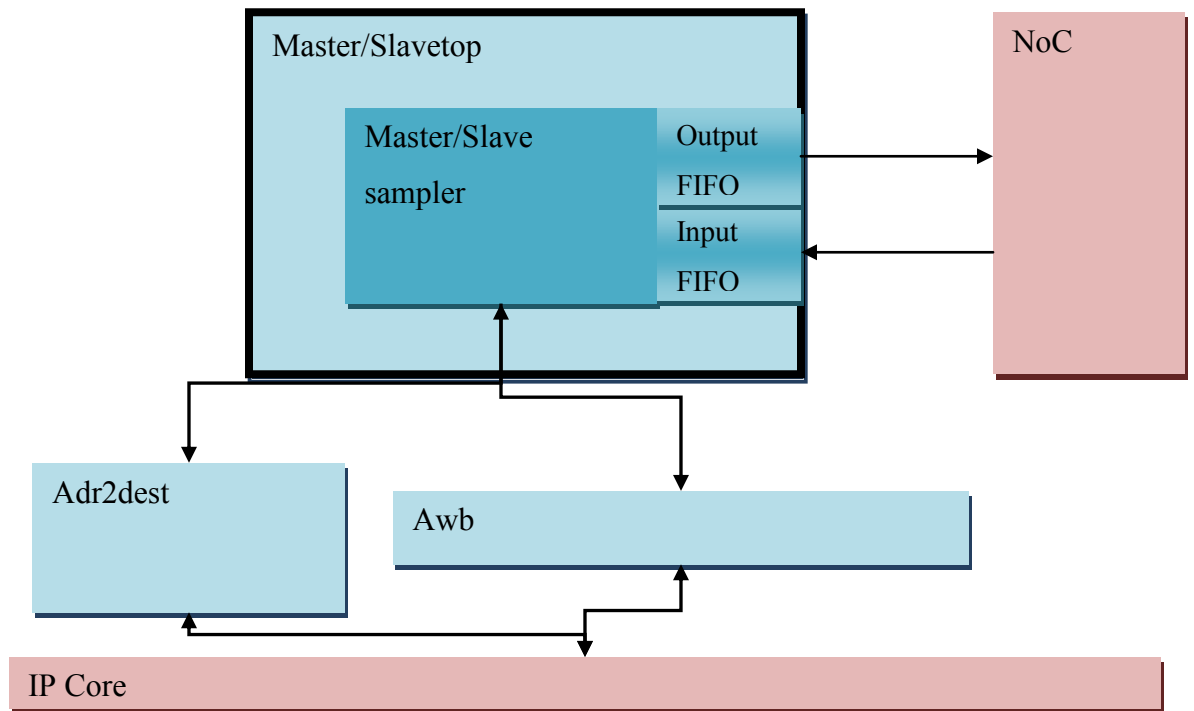 Master/Slavetop
NoC
Master/Slave
sampler
Output
FIFO
Input
FIFO
Adr2dest
Awb
IP Core